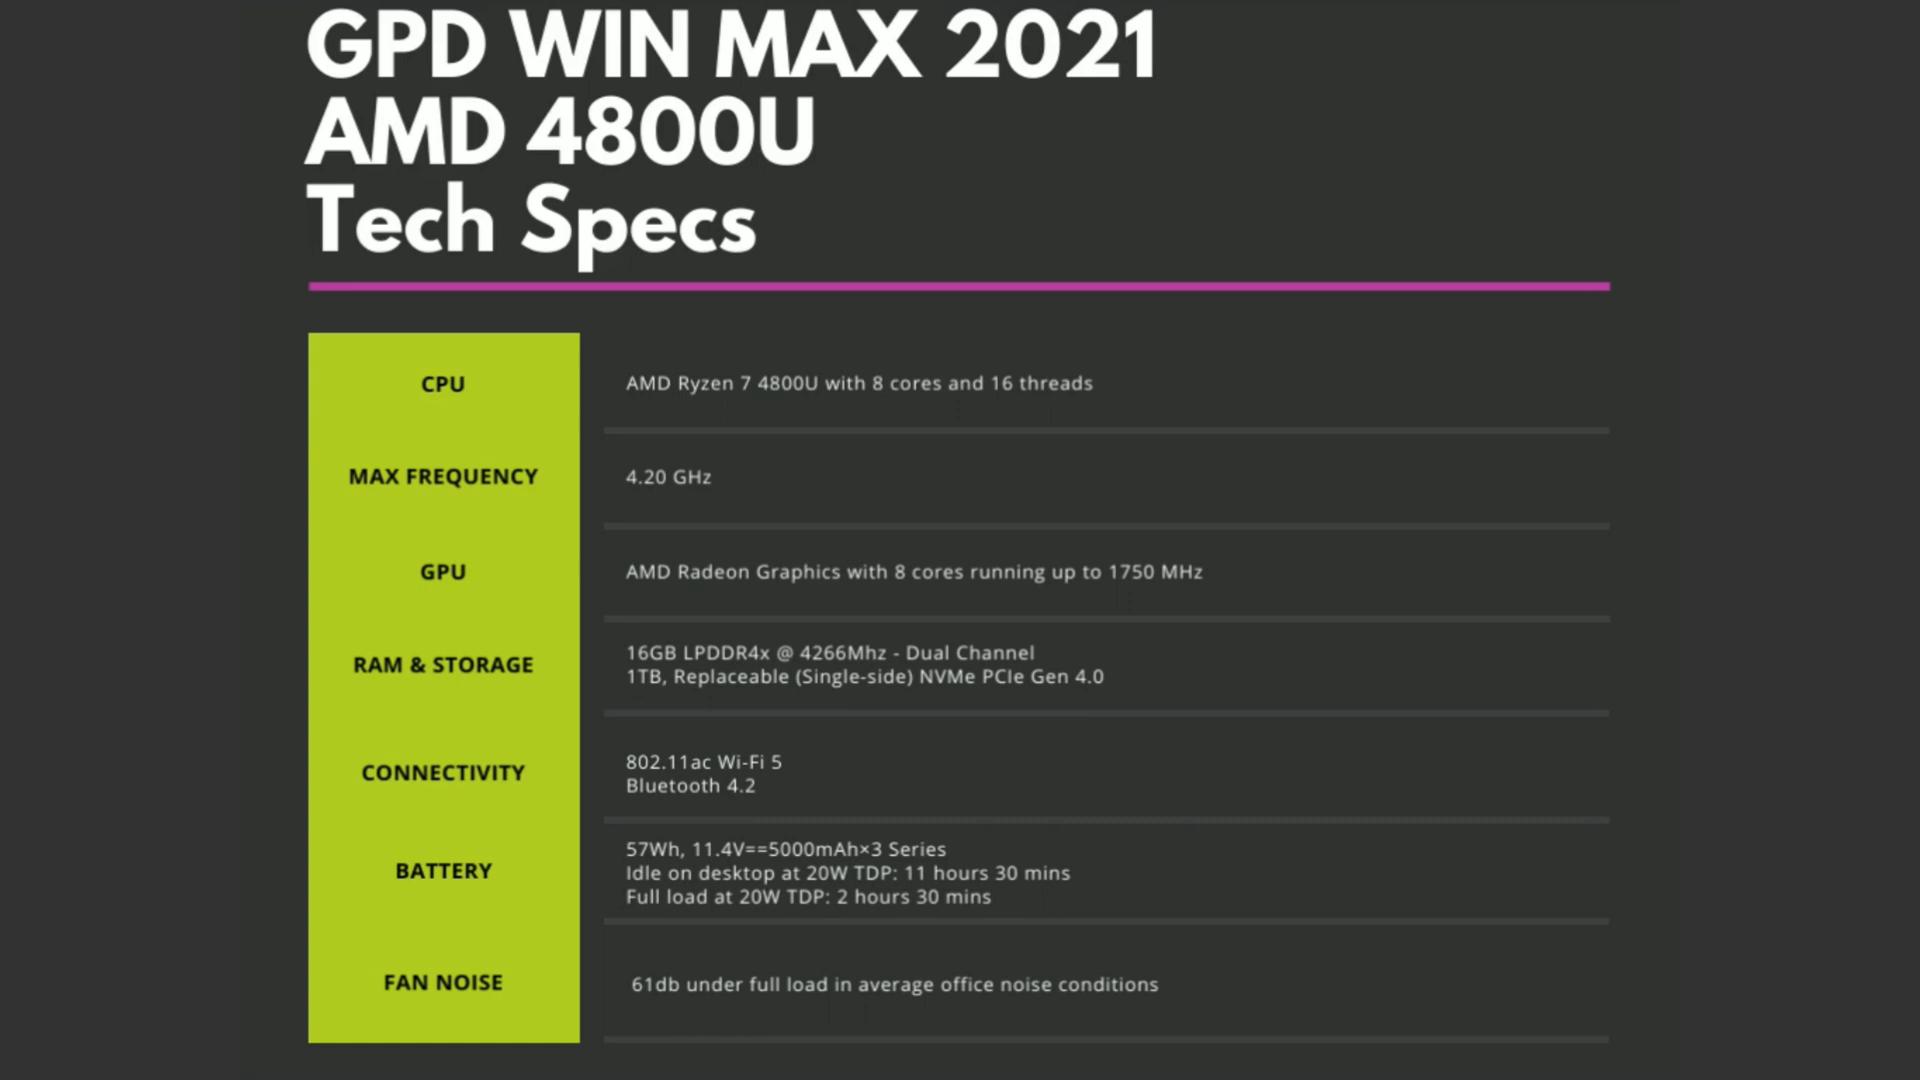 GPD WIN MAX 2021
AMD 4800U
Tech Specs
CPU
AMD Ryzen 7 4800U with 8 cores and 16 threads
MAX FREQUENCY
4.20 GHz
GPU
AMD Radeon Graphics with 8 cores running up to 1750 MHz
RAM & STORAGE
16GB LPDDR4x @ 4266Mhz - Dual Channel
1TB, Replaceable (Single-side) NVMe PCIe Gen 4.0
CONNECTIVITY
802.11ac Wi-Fi 5
Bluetooth 4.2
BATTERY
57Wh, 11.4V==5000mAh×3 Series
Idle on desktop at 20W TDP: 11 hours 30 mins
Full load at 20W TDP: 2 hours 30 mins
FAN NOISE
61db under full load in average office noise conditions